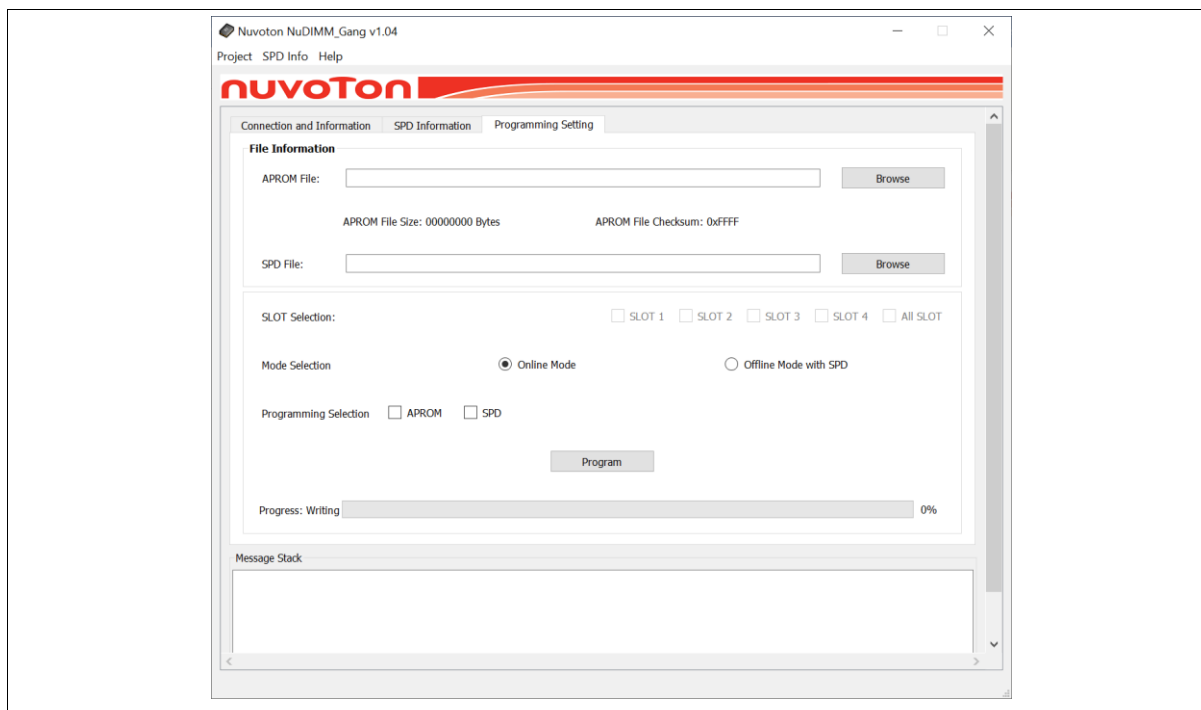 Nuvoton NuDIMM_Gang v1.04
Project SPD Info Help
nuvoTon
Connection and Information SPD Information Programming Setting
File Information
APROM File: Browse
APROM File Size: 00000000 Bytes APROM File Checksum: 0xFFFF
SPD File: Browse
SLOT Selection: SLOT 1 SLOT 2 SLOT 3 SLOT 4 All SLOT
Mode Selection Online Mode Offline Mode with SPD
Programming Selection APROM SPD
Program
Progress: Writing 0%
Message Stack